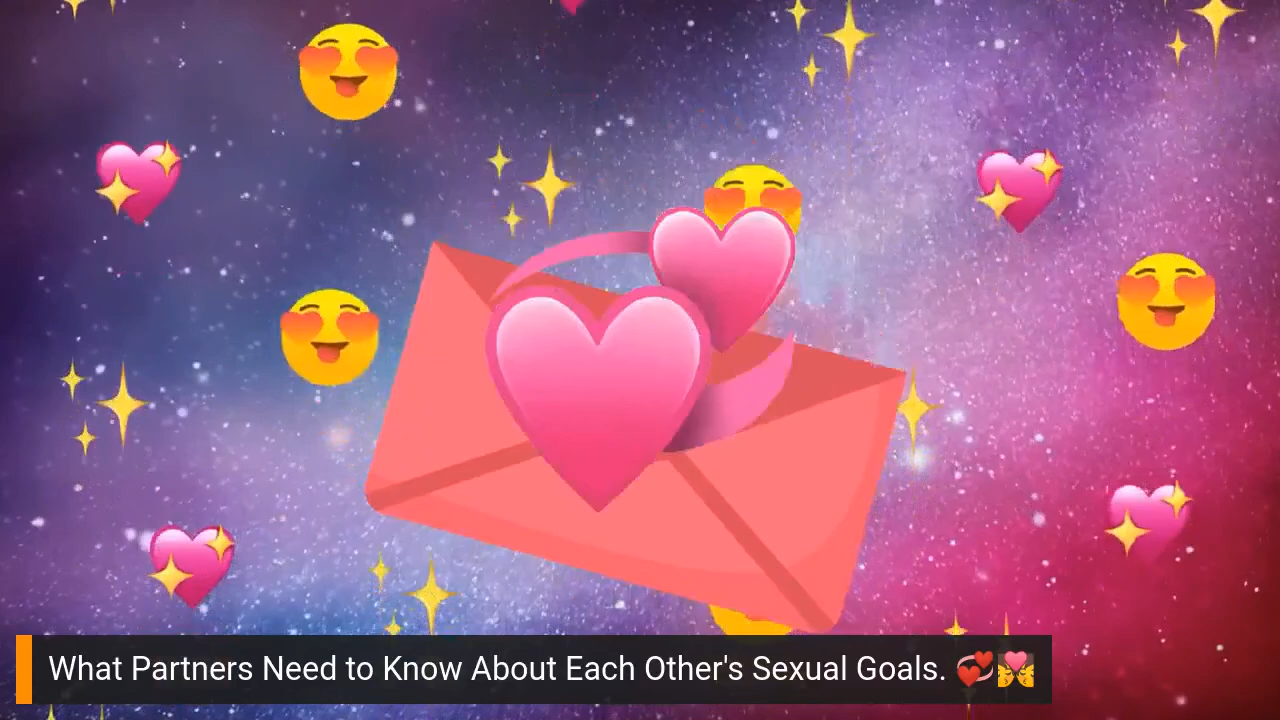 What Partners Need to Know About Each Other's Sexual Goals. 💞💏